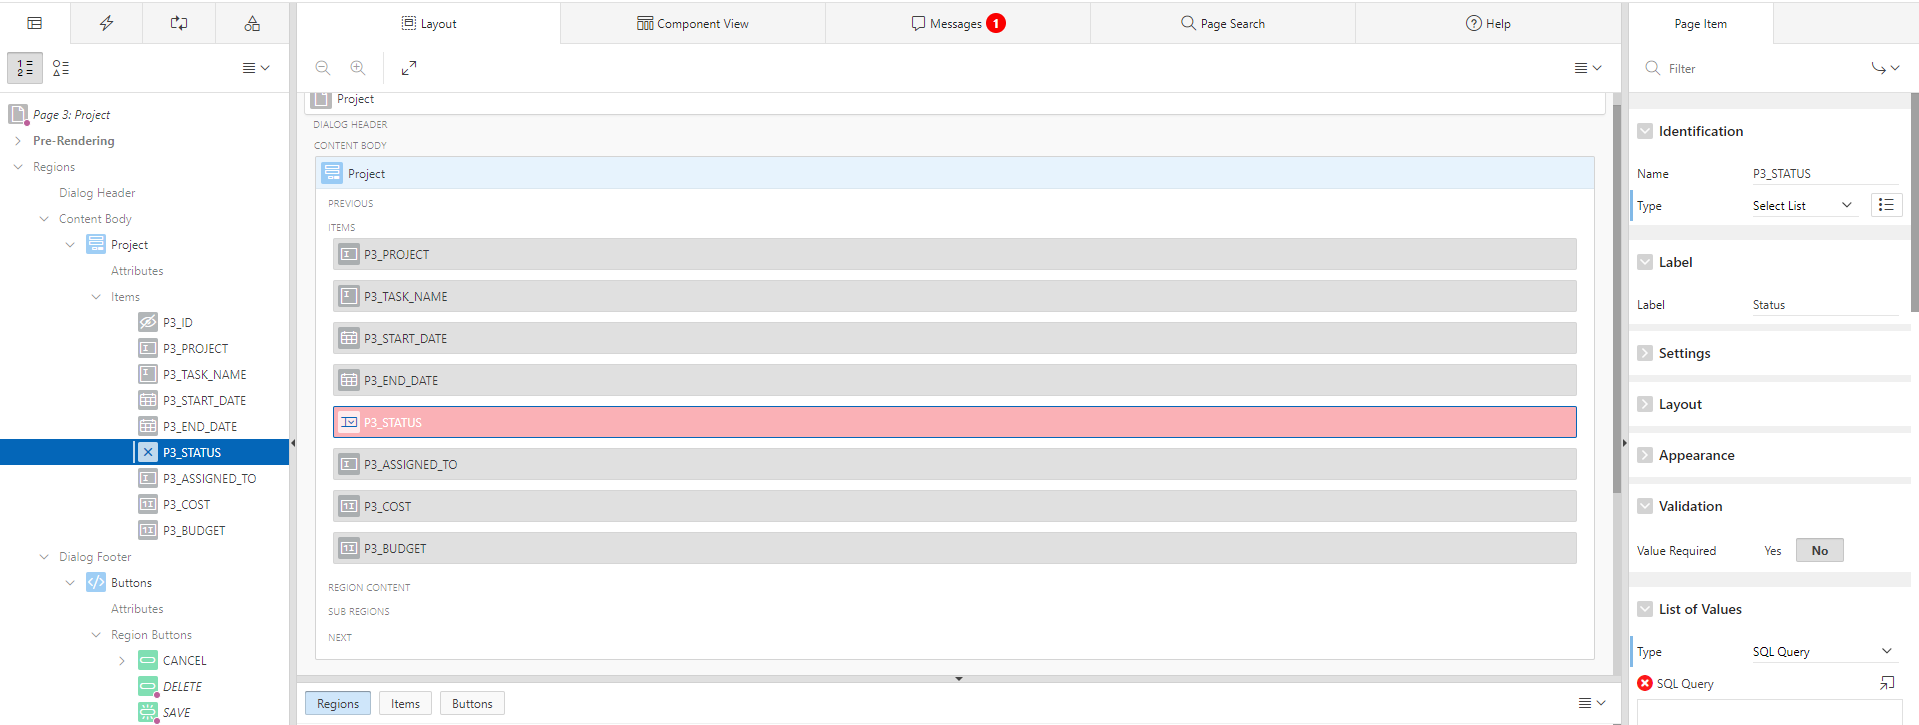 Layout
Component View
Messages 1
Page Search
Help
Page Item
Filter
Page 3: Project
Pre-Rendering
Regions
Dialog Header
Content Body
Project
Attributes
Items
P3_ID
P3_PROJECT
P3_TASK_NAME
P3_START_DATE
P3_END_DATE
P3_STATUS
P3_ASSIGNED_TO
P3_COST
P3_BUDGET
Dialog Footer
Buttons
Attributes
Region Buttons
CANCEL
DELETE
SAVE
Project
DIALOG HEADER
CONTENT BODY
Project
PREVIOUS
ITEMS
P3_PROJECT
P3_TASK_NAME
P3_START_DATE
P3_END_DATE
P3_STATUS
P3_ASSIGNED_TO
P3_COST
P3_BUDGET
REGION CONTENT
SUB REGIONS
NEXT
Regions
Items
Buttons
Identification
Name P3_STATUS
Type Select List
Label
Label Status
Settings
Layout
Appearance
Validation
Value Required Yes No
List of Values
Type SQL Query
SQL Query